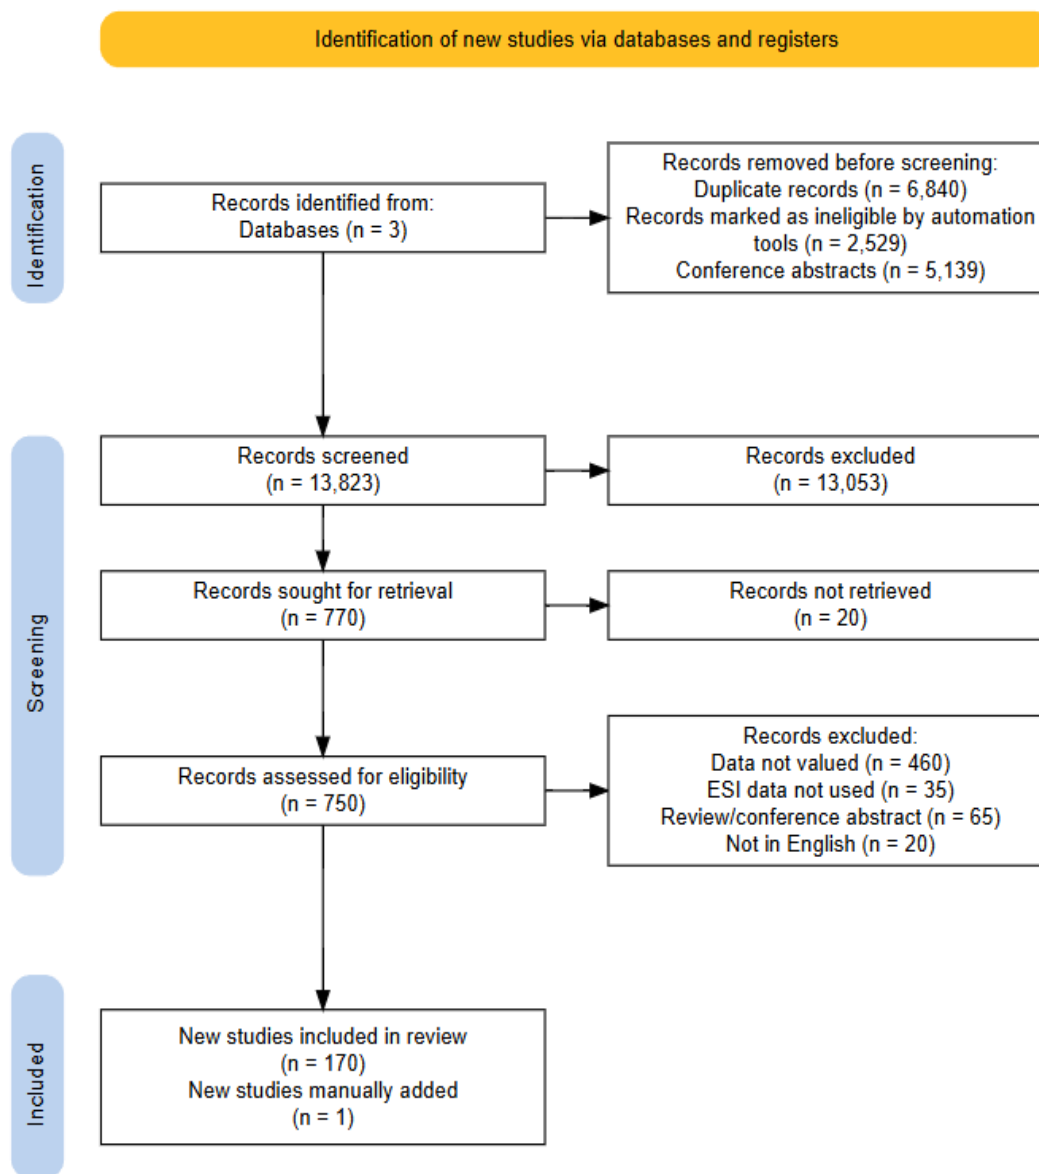 Identification of new studies via databases and registers
Identification
Records identified from:
Databases (n = 3)
Records removed before screening:
Duplicate records (n = 6,840)
Records marked as ineligible by automation
tools (n = 2,529)
Conference abstracts (n = 5,139)
Screening
Records screened
(n = 13,823)
Records excluded
(n = 13,053)
Records sought for retrieval
(n = 770)
Records not retrieved
(n = 20)
Records assessed for eligibility
(n = 750)
Records excluded:
Data not valued (n = 460)
ESI data not used (n = 35)
Review/conference abstract (n = 65)
Not in English (n = 20)
Included
New studies included in review
(n = 170)
New studies manually added
(n = 1)